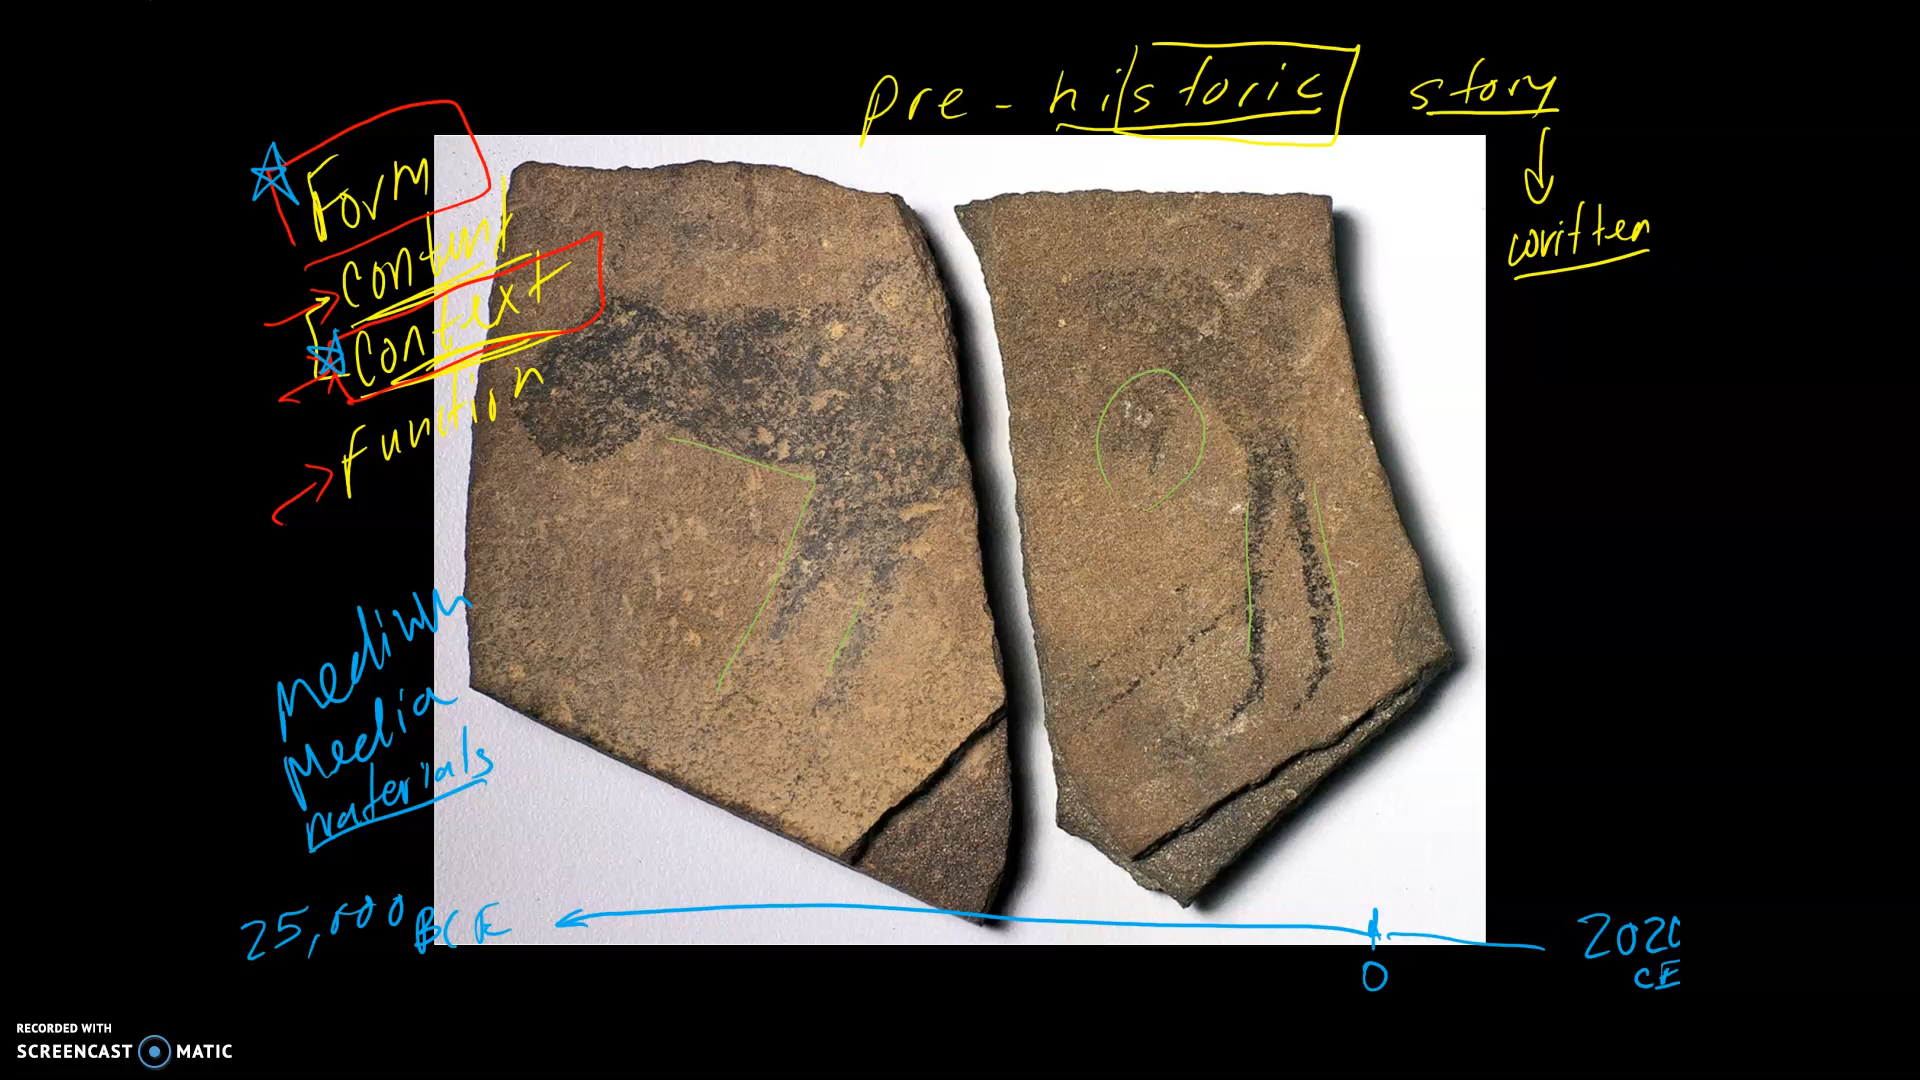 pre-historic story
written
Form
Content
Context
Function
medium
media
materials
25,000 BCE
0
2020
CE
RECORDED WITH
SCREENCAST MATIC